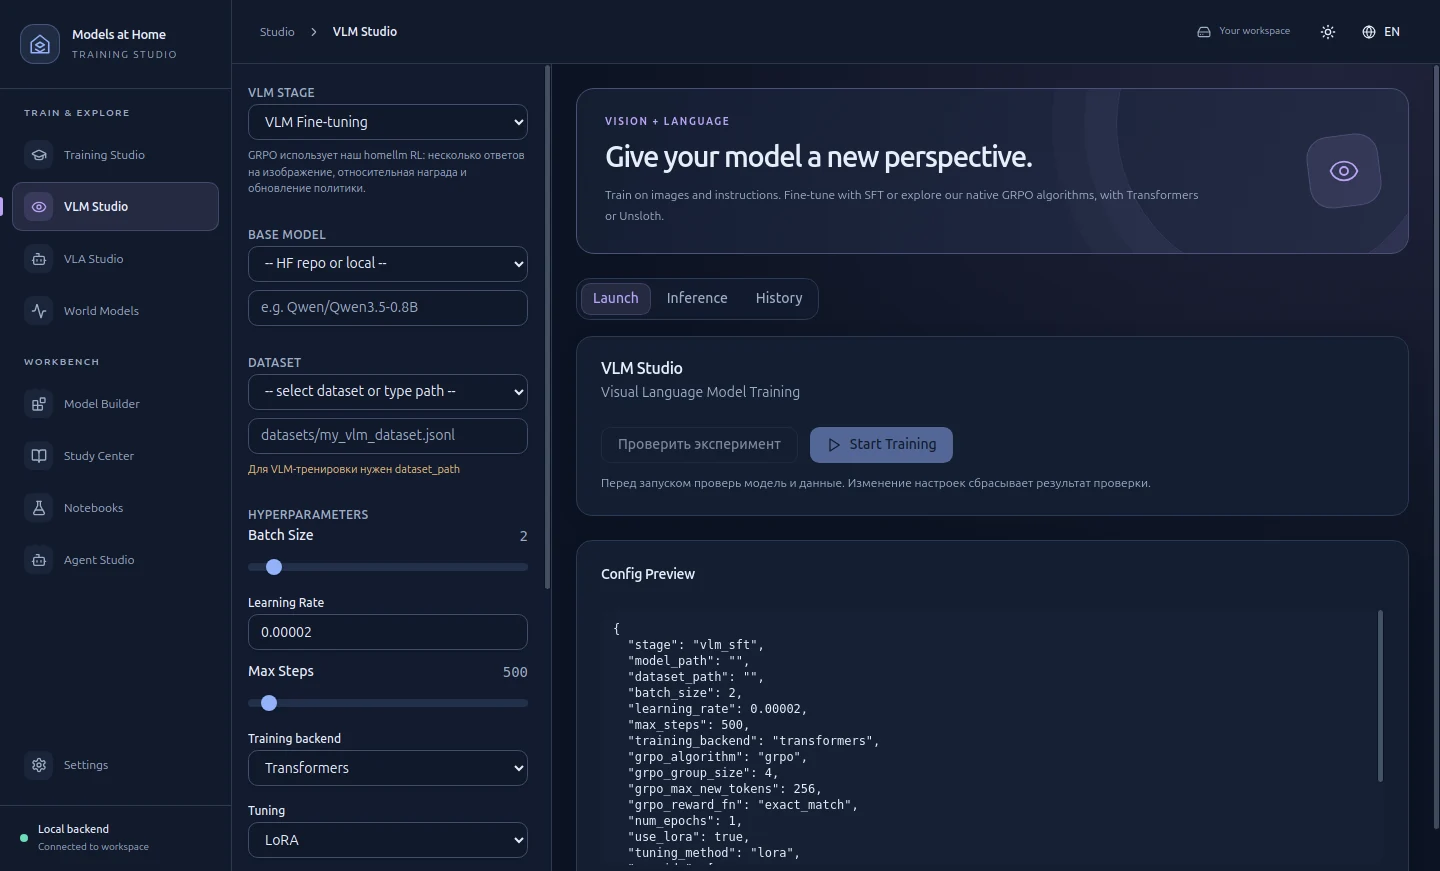 Models at Home
TRAINING STUDIO
TRAIN & EXPLORE
Training Studio
VLM Studio
VLA Studio
World Models
WORKBENCH
Model Builder
Study Center
Notebooks
Agent Studio
Settings
Local backend
Connected to workspace
Studio > VLM Studio
Your workspace
EN
VLM STAGE
VLM Fine-tuning
GRPO использует наш homellm RL: несколько ответов
на изображение, относительная награда и
обновление политики.
BASE MODEL
-- HF repo or local --
e.g. Qwen/Qwen3.5-0.8B
DATASET
-- select dataset or type path --
datasets/my_vlm_dataset.jsonl
Для VLM-тренировки нужен dataset_path
HYPERPARAMETERS
Batch Size 2
Learning Rate
0.00002
Max Steps 500
Training backend
Transformers
Tuning
LoRA
VISION + LANGUAGE
Give your model a new perspective.
Train on images and instructions. Fine-tune with SFT or explore our native GRPO algorithms, with Transformers
or Unsloth.
Launch Inference History
VLM Studio
Visual Language Model Training
Проверить эксперимент
Start Training
Перед запуском проверь модель и данные. Изменение настроек сбрасывает результат проверки.
Config Preview
{
"stage": "vlm_sft",
"model_path": "",
"dataset_path": "",
"batch_size": 2,
"learning_rate": 0.00002,
"max_steps": 500,
"training_backend": "transformers",
"grpo_algorithm": "grpo",
"grpo_group_size": 4,
"grpo_max_new_tokens": 256,
"grpo_reward_fn": "exact_match",
"num_epochs": 1,
"use_lora": true,
"tuning_method": "lora",